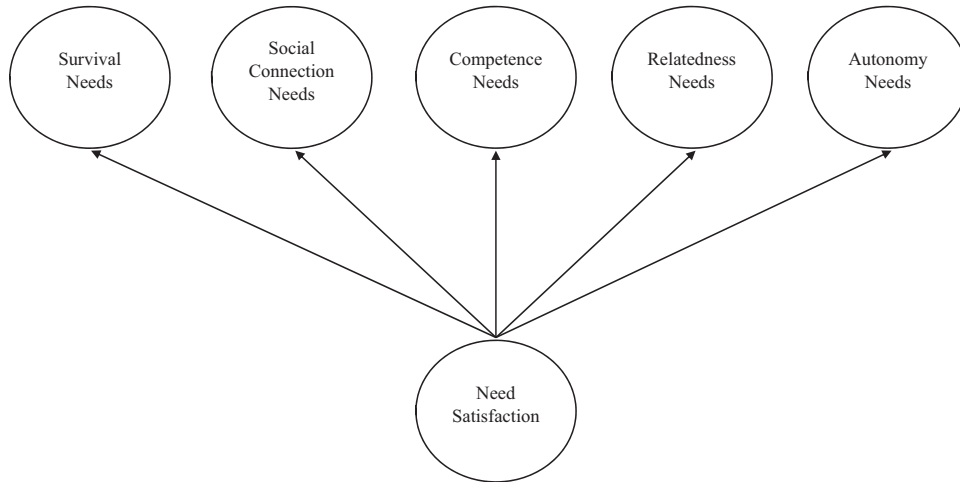 Survival
Needs
Social
Connection
Needs
Competence
Needs
Relatedness
Needs
Autonomy
Needs
Need
Satisfaction